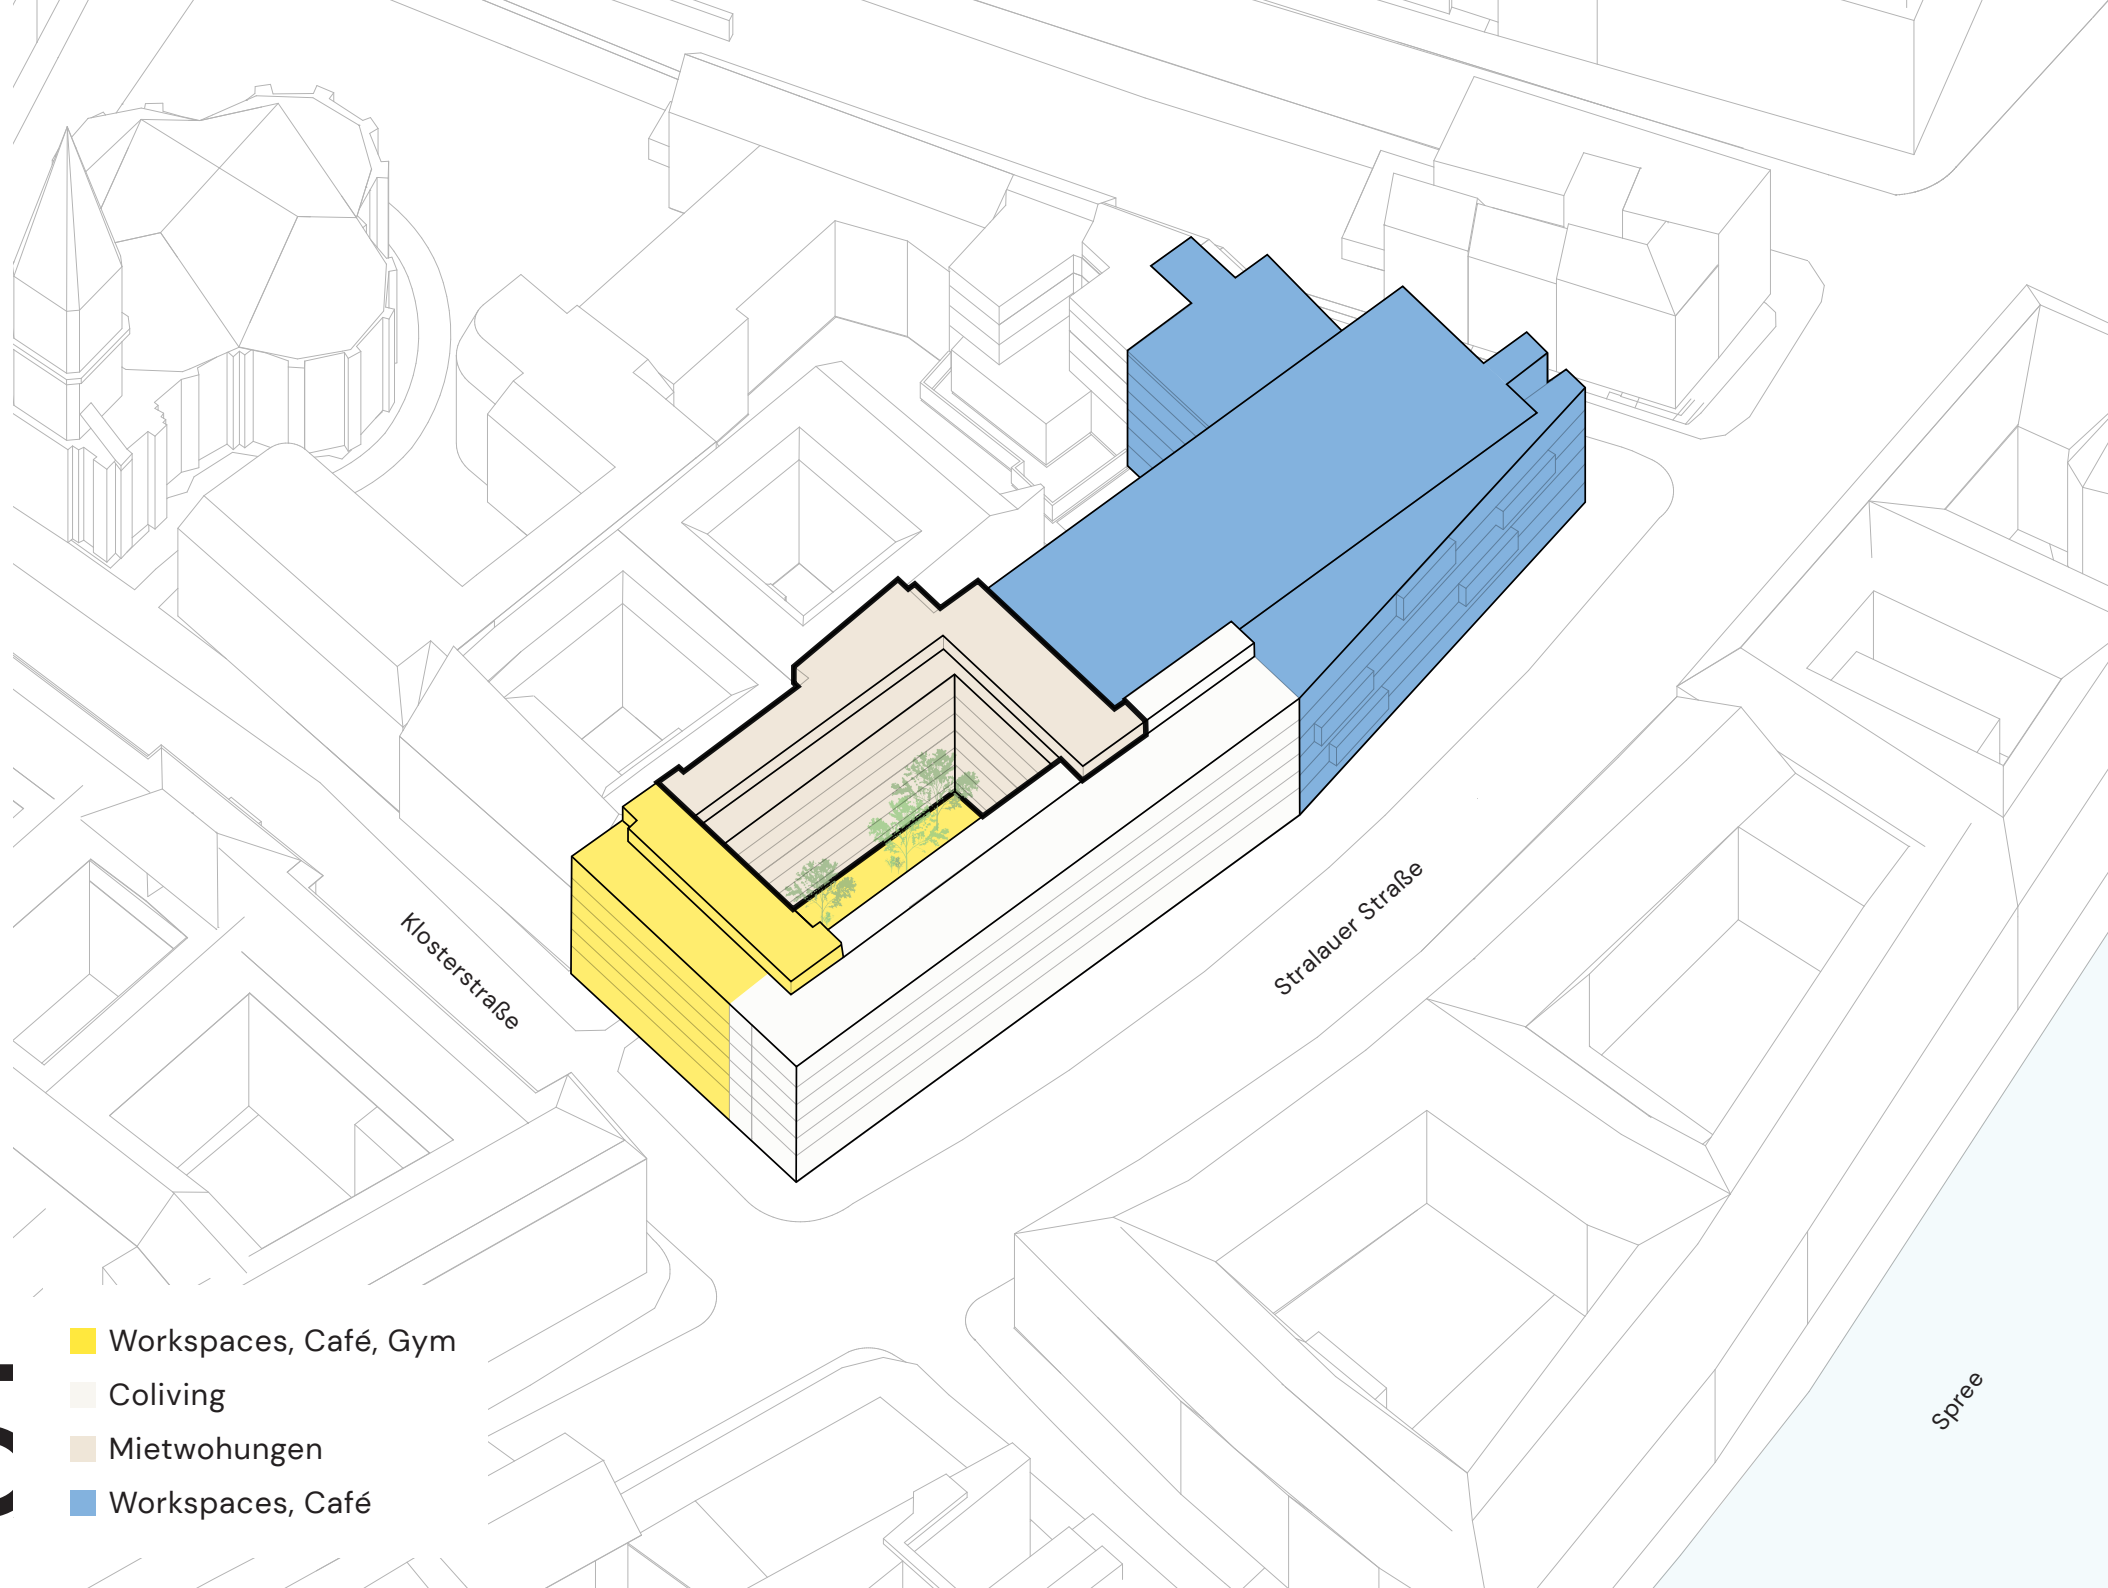 Klosterstraße
Stralauer Straße
Spree
Workspaces, Café, Gym
Coliving
Mietwohungen
Workspaces, Café